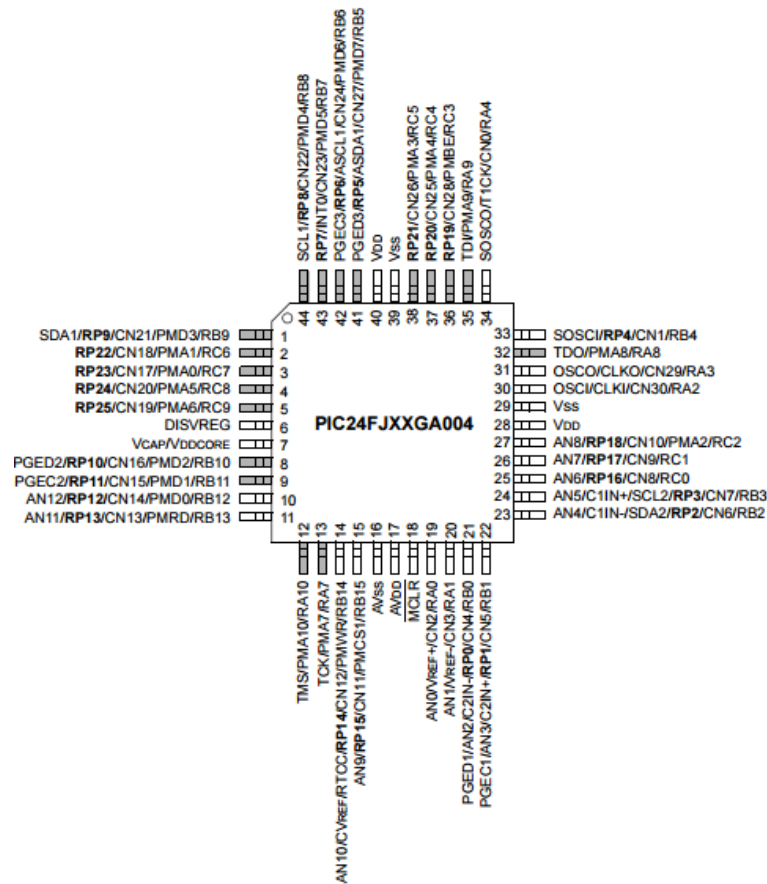 SCL1/RP8/CN22/PMD4/RB8
RP7/INT0/CN23/PMD5/RB7
PGEC3/RP6/ASCL1/CN24/PMD6/RB6
PGED3/RP5/ASDA1/CN27/PMD7/RB5
VDD
VSS
RP21/CN26/PMA3/RC5
RP20/CN25/PMA4/RC4
RP19/CN28/PMBE/RC3
TDI/PMA9/RA9
SOSCO/T1CK/CN0/RA4
44
43
42
41
40
39
38
37
36
35
34
SDA1/RP9/CN21/PMD3/RB9 1
RP22/CN18/PMA1/RC6 2
RP23/CN17/PMA0/RC7 3
RP24/CN20/PMA5/RC8 4
RP25/CN19/PMA6/RC9 5
DISVREG 6
VCAP/VDDCORE 7
PGED2/RP10/CN16/PMD2/RB10 8
PGEC2/RP11/CN15/PMD1/RB11 9
AN12/RP12/CN14/PMD0/RB12 10
AN11/RP13/CN13/PMRD/RB13 11
PIC24FJXXGA004
33 SOSCI/RP4/CN1/RB4
32 TDO/PMA8/RA8
31 OSCO/CLKO/CN29/RA3
30 OSCI/CLKI/CN30/RA2
29 VSS
28 VDD
27 AN8/RP18/CN10/PMA2/RC2
26 AN7/RP17/CN9/RC1
25 AN6/RP16/CN8/RC0
24 AN5/C1IN+/SCL2/RP3/CN7/RB3
23 AN4/C1IN-/SDA2/RP2/CN6/RB2
12
13
14
15
16
17
18
19
20
21
22
TMS/PMA10/RA10
TCK/PMA7/RA7
AN10/CVREF/RTCC/RP14/CN12/PMWR/RB14
AN9/RP15/CN11/PMCS1/RB15
AVSS
AVDD
MCLR
AN0/VREF+/CN2/RA0
AN1/VREF-/CN3/RA1
PGED1/AN2/C2IN-/RP0/CN4/RB0
PGEC1/AN3/C2IN+/RP1/CN5/RB1